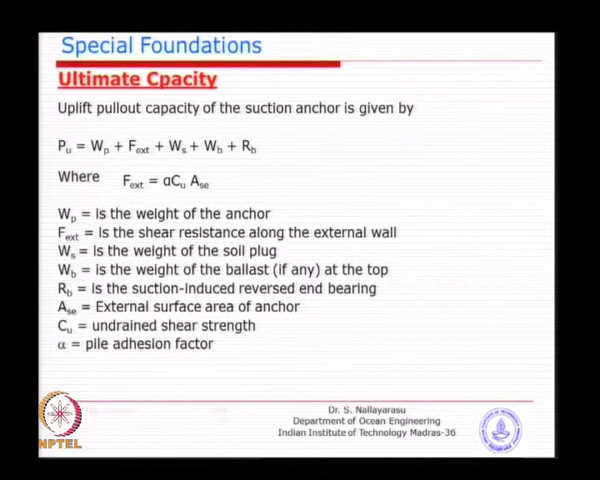 Special Foundations
Ultimate Cpacity
Uplift pullout capacity of the suction anchor is given by
Pu = Wp + Fext + Ws + Wb + Rb
Where Fext = αCu Ase
Wp = is the weight of the anchor
Fext = is the shear resistance along the external wall
Ws = is the weight of the soil plug
Wb = is the weight of the ballast (if any) at the top
Rb = is the suction-induced reversed end bearing
Ase = External surface area of anchor
Cu = undrained shear strength
α = pile adhesion factor
Dr. S. Nallayarasu
Department of Ocean Engineering
Indian Institute of Technology Madras-36
NPTEL